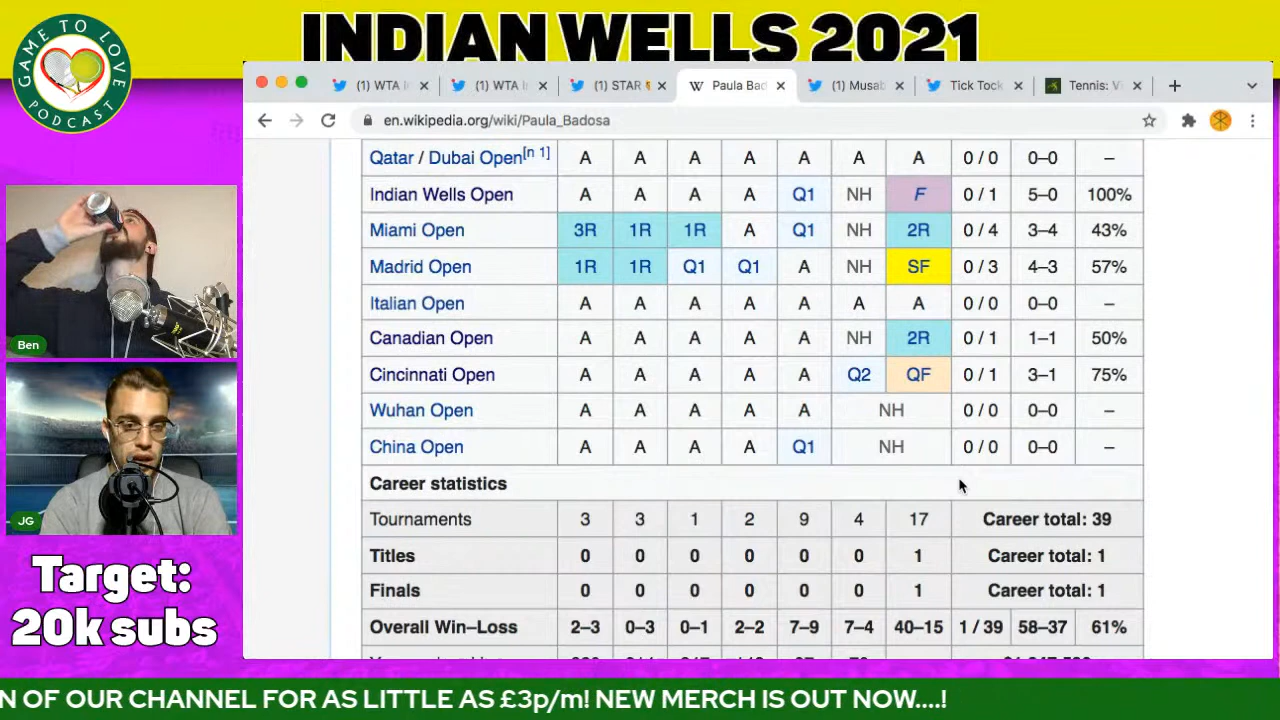 INDIAN WELLS 2021
GAME TO LOVE
PODCAST
(1) WTA I
(1) WTA I
(1) STAR
Paula Bad
(1) Musab
Tick Tock
Tennis: V
en.wikipedia.org/wiki/Paula_Badosa
Qatar / Dubai Open[n 1] A A A A A A A 0 / 0 0–0 –
Indian Wells Open A A A A Q1 NH F 0 / 1 5–0 100%
Miami Open 3R 1R 1R A Q1 NH 2R 0 / 4 3–4 43%
Madrid Open 1R 1R Q1 Q1 A NH SF 0 / 3 4–3 57%
Italian Open A A A A A A A 0 / 0 0–0 –
Canadian Open A A A A A NH 2R 0 / 1 1–1 50%
Cincinnati Open A A A A A Q2 QF 0 / 1 3–1 75%
Wuhan Open A A A A A NH 0 / 0 0–0 –
China Open A A A A Q1 NH 0 / 0 0–0 –
Career statistics
Tournaments 3 3 1 2 9 4 17 Career total: 39
Titles 0 0 0 0 0 0 1 Career total: 1
Finals 0 0 0 0 0 0 1 Career total: 1
Overall Win–Loss 2–3 0–3 0–1 2–2 7–9 7–4 40–15 1 / 39 58–37 61%
Ben
JG
Target:
20k subs
N OF OUR CHANNEL FOR AS LITTLE AS £3p/m! NEW MERCH IS OUT NOW....!